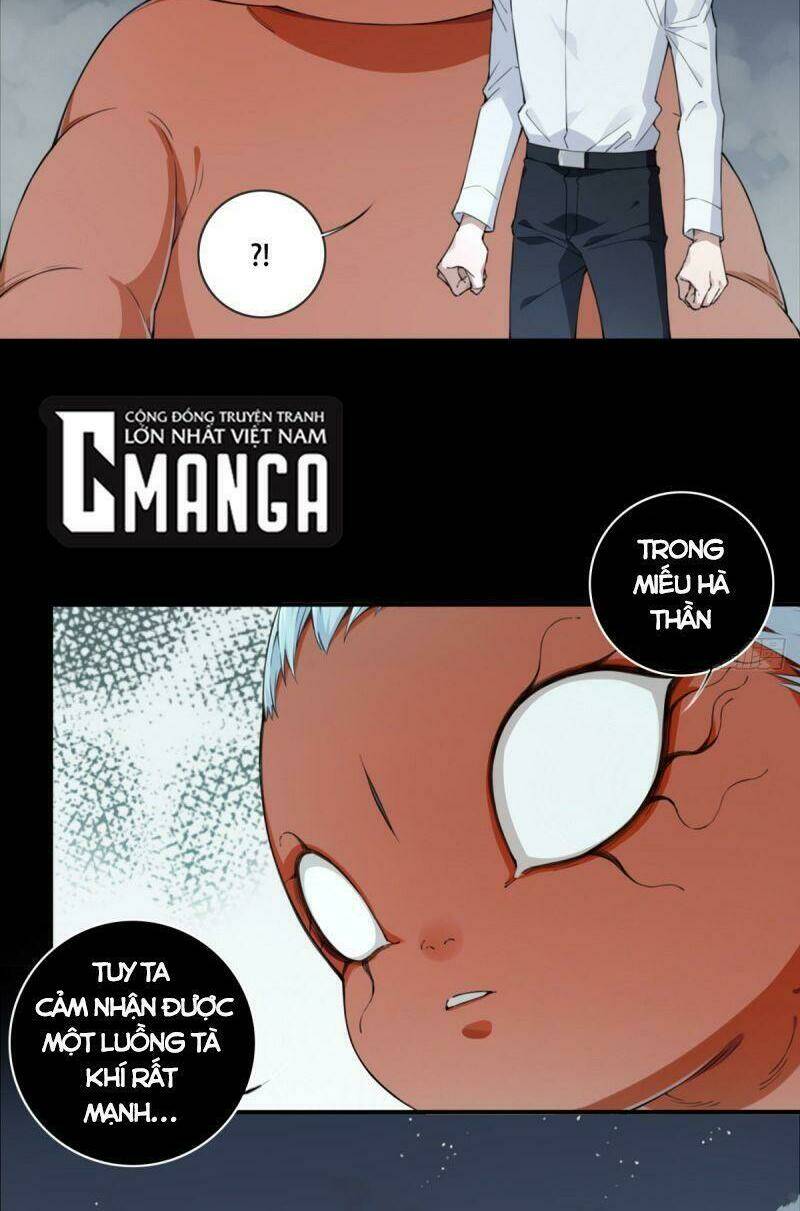 ?!
CỘNG ĐỒNG TRUYỆN TRANH
LỚN NHẤT VIỆT NAM
CMANGA
TRONG
MIẾU HÀ
THẦN
TUY TA
CẢM NHẬN ĐƯỢC
MỘT LUỒNG TÀ
KHÍ RẤT
MẠNH...